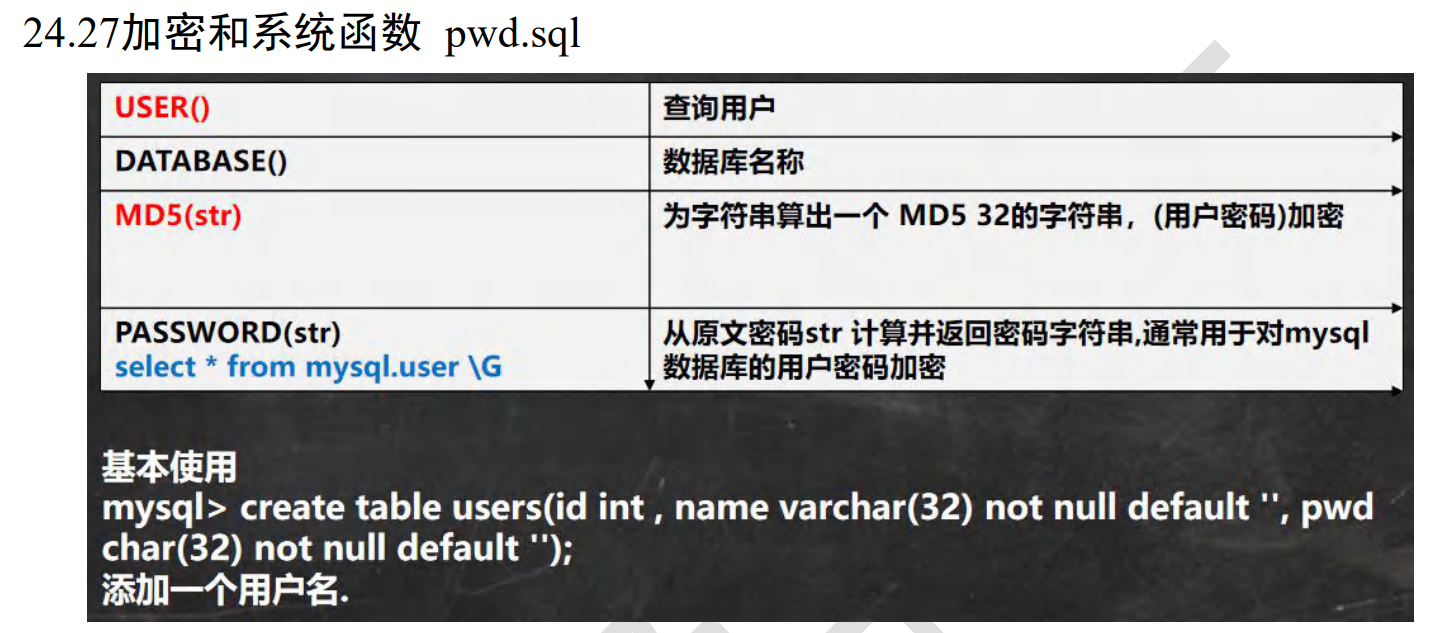 24.27加密和系统函数 pwd.sql
USER()
查询用户
DATABASE()
数据库名称
MD5(str)
为字符串算出一个 MD5 32的字符串，(用户密码)加密
PASSWORD(str)
select * from mysql.user \G
从原文密码str 计算并返回密码字符串,通常用于对mysql
数据库的用户密码加密
基本使用
mysql> create table users(id int , name varchar(32) not null default '', pwd
char(32) not null default '');
添加一个用户名.